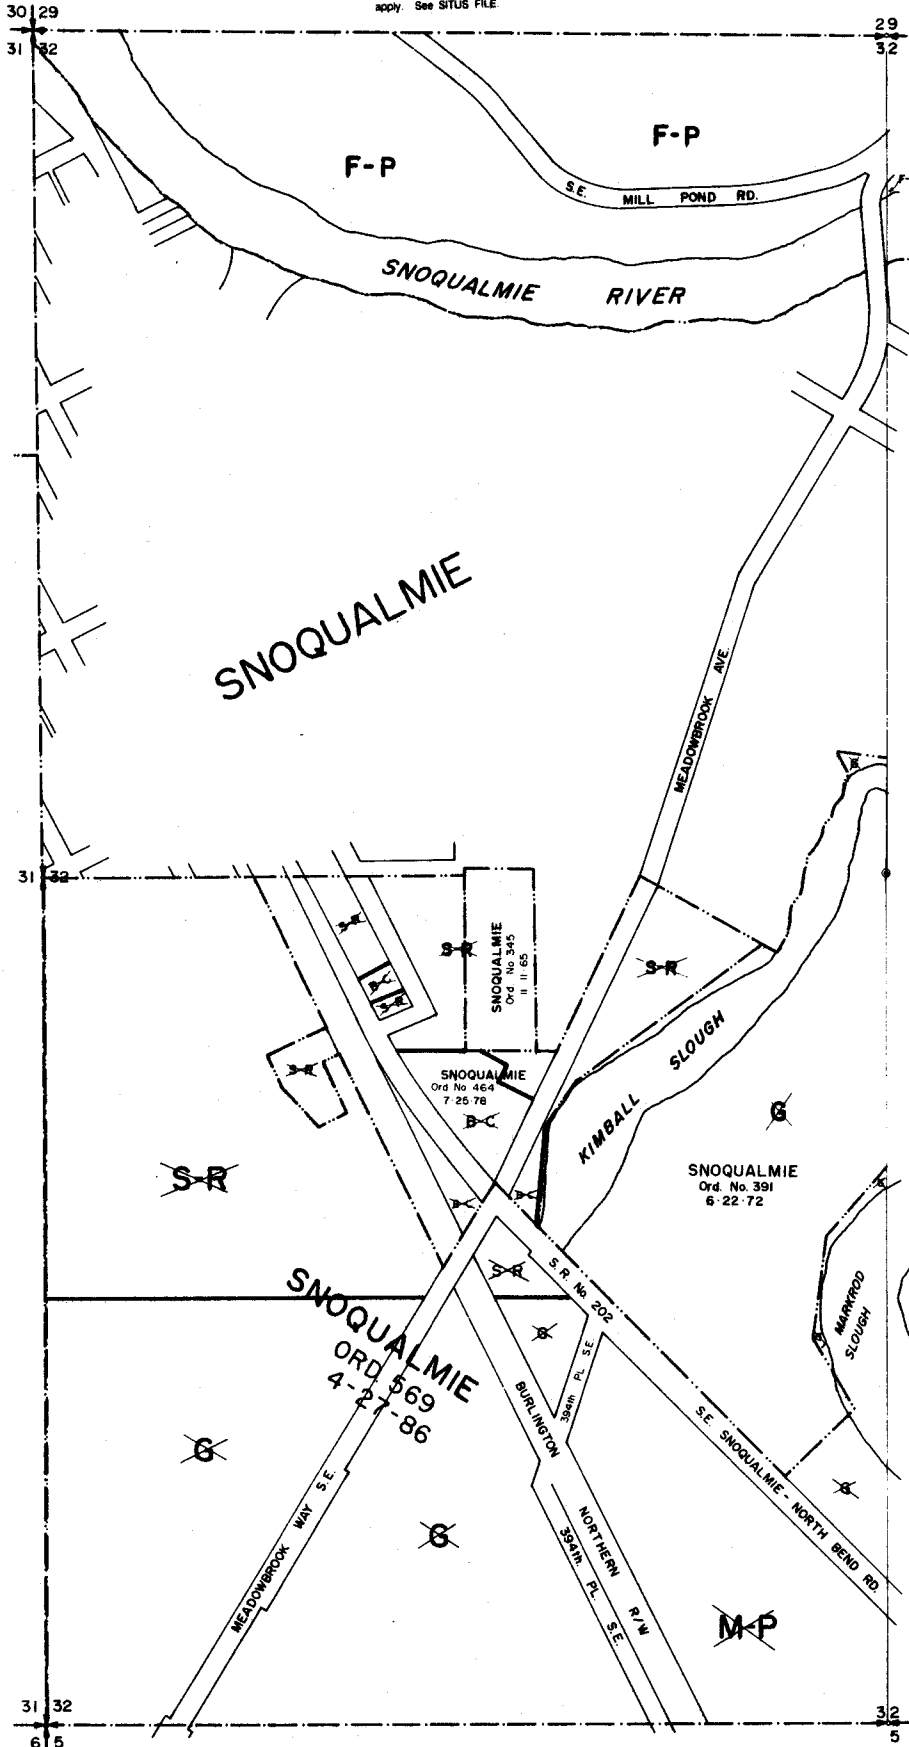 apply. See SITUS FILE.
30 29
31 32
29
32
F-P
F-P
S.E. MILL POND RD.
SNOQUALMIE RIVER
SNOQUALMIE
MEADOWBROOK AVE.
31 32
S-R
B-C
S-R
S-R
SNOQUALMIE
Ord. No. 345
11-11-65
S-R
KIMBALL SLOUGH
S-R
SNOQUALMIE
Ord No 464
7-25-78
B-C
G
SNOQUALMIE
Ord. No. 391
6-22-72
S-R
B-C
B-C
S-R
S.R. No. 202
MARKROD
SLOUGH
SNOQUALMIE
ORD 569
4-27-86
G
394th PL S.E.
BURLINGTON NORTHERN R/W
S.E. SNOQUALMIE - NORTH BEND RD.
G
G
G
MEADOWBROOK WAY S.E.
394th PL. S.E.
M-P
31 32
6 5
32
5